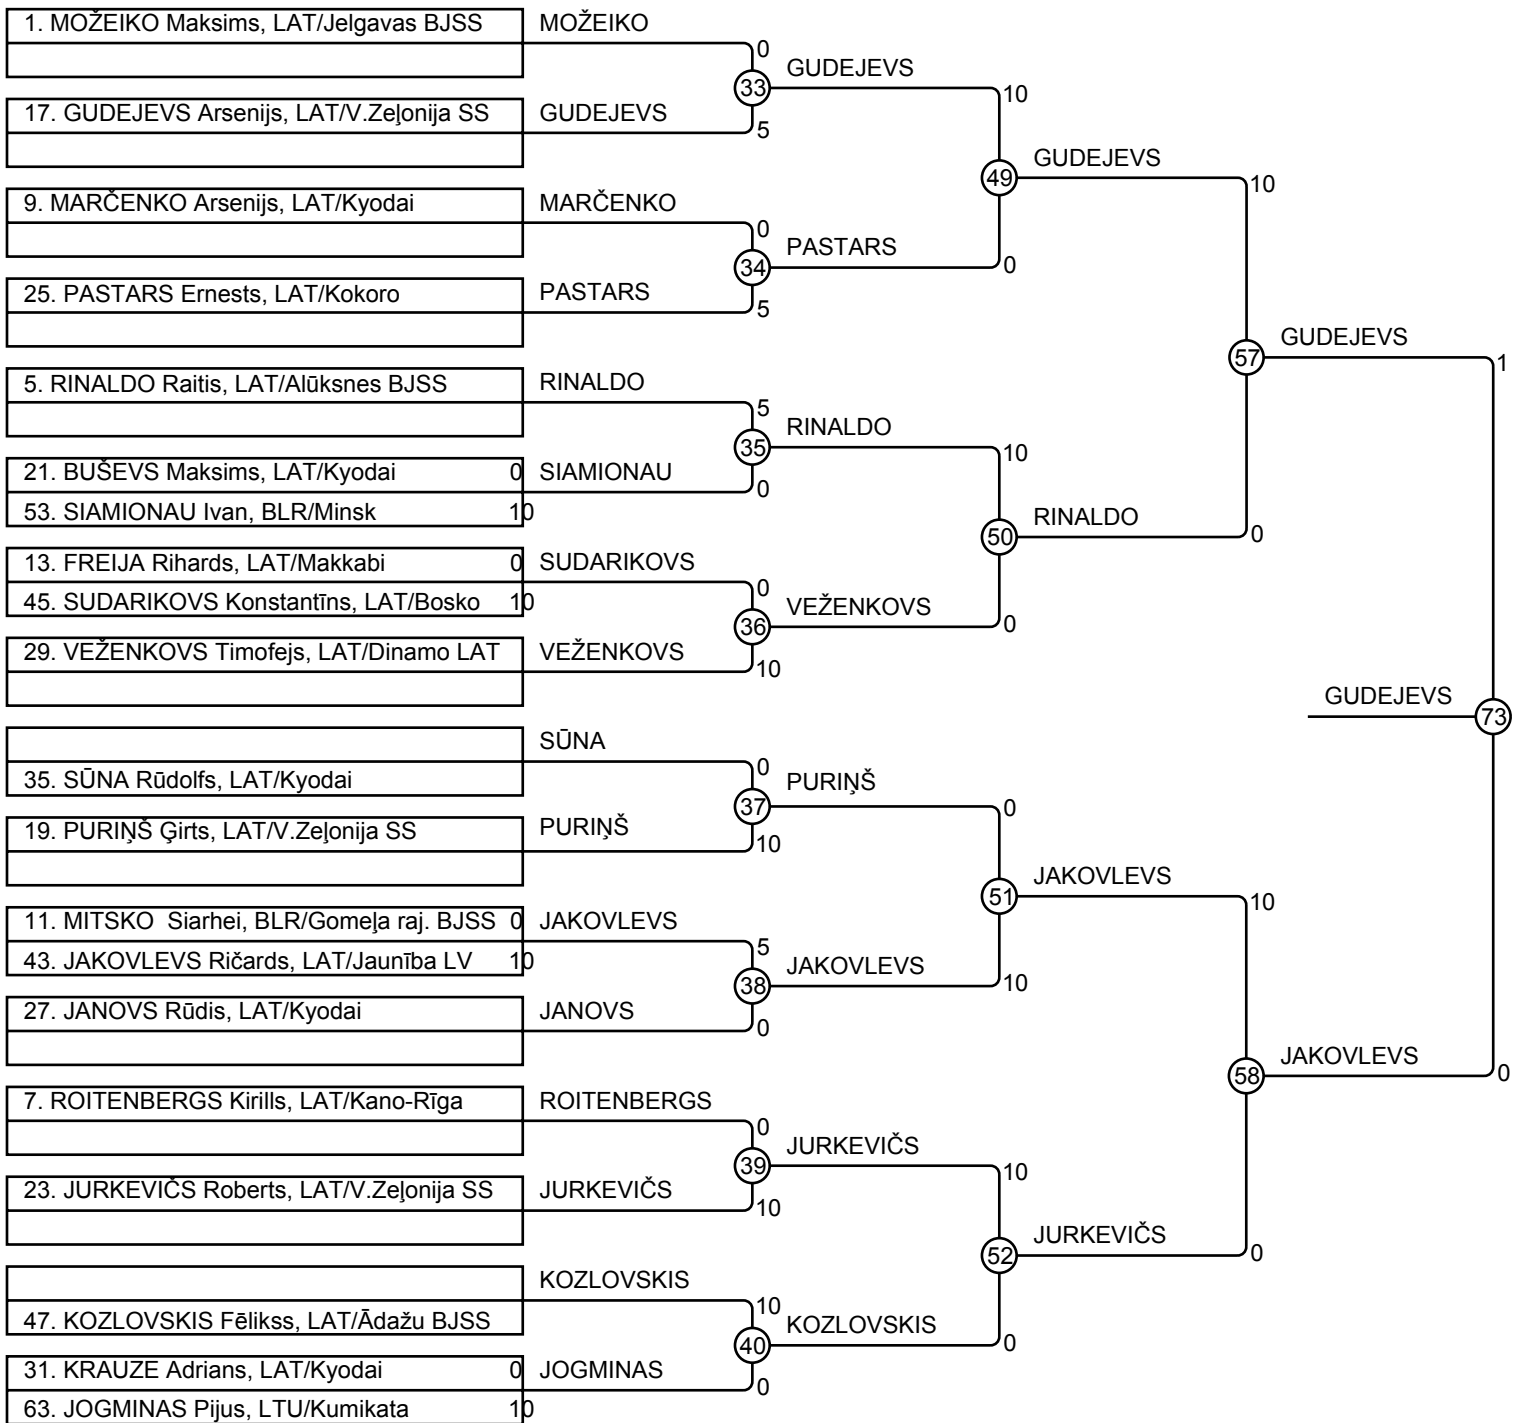 1. MOŽEIKO Maksims, LAT/Jelgavas BJSS
MOŽEIKO
0
33
GUDEJEVS
10
17. GUDEJEVS Arsenijs, LAT/V.Zeļonija SS
GUDEJEVS
5
49
GUDEJEVS
10
9. MARČENKO Arsenijs, LAT/Kyodai
MARČENKO
0
34
PASTARS
0
25. PASTARS Ernests, LAT/Kokoro
PASTARS
5
57
GUDEJEVS
1
5. RINALDO Raitis, LAT/Alūksnes BJSS
RINALDO
5
35
RINALDO
10
21. BUŠEVS Maksims, LAT/Kyodai 0
SIAMIONAU
0
53. SIAMIONAU Ivan, BLR/Minsk 10
50
RINALDO
0
13. FREIJA Rihards, LAT/Makkabi 0
SUDARIKOVS
0
45. SUDARIKOVS Konstantīns, LAT/Bosko 10
36
VEŽENKOVS
0
29. VEŽENKOVS Timofejs, LAT/Dinamo LAT
VEŽENKOVS
10
GUDEJEVS
73
SŪNA
0
35. SŪNA Rūdolfs, LAT/Kyodai
37
PURIŅŠ
0
19. PURIŅŠ Ģirts, LAT/V.Zeļonija SS
PURIŅŠ
10
51
JAKOVLEVS
10
11. MITSKO  Siarhei, BLR/Gomeļa raj. BJSS 0
JAKOVLEVS
5
43. JAKOVLEVS Ričards, LAT/Jaunība LV 10
38
JAKOVLEVS
10
27. JANOVS Rūdis, LAT/Kyodai
JANOVS
0
58
JAKOVLEVS
0
7. ROITENBERGS Kirills, LAT/Kano-Rīga
ROITENBERGS
0
39
JURKEVIČS
10
23. JURKEVIČS Roberts, LAT/V.Zeļonija SS
JURKEVIČS
10
52
JURKEVIČS
0
KOZLOVSKIS
10
47. KOZLOVSKIS Fēlikss, LAT/Ādažu BJSS
40
KOZLOVSKIS
0
31. KRAUZE Adrians, LAT/Kyodai 0
JOGMINAS
0
63. JOGMINAS Pijus, LTU/Kumikata 10